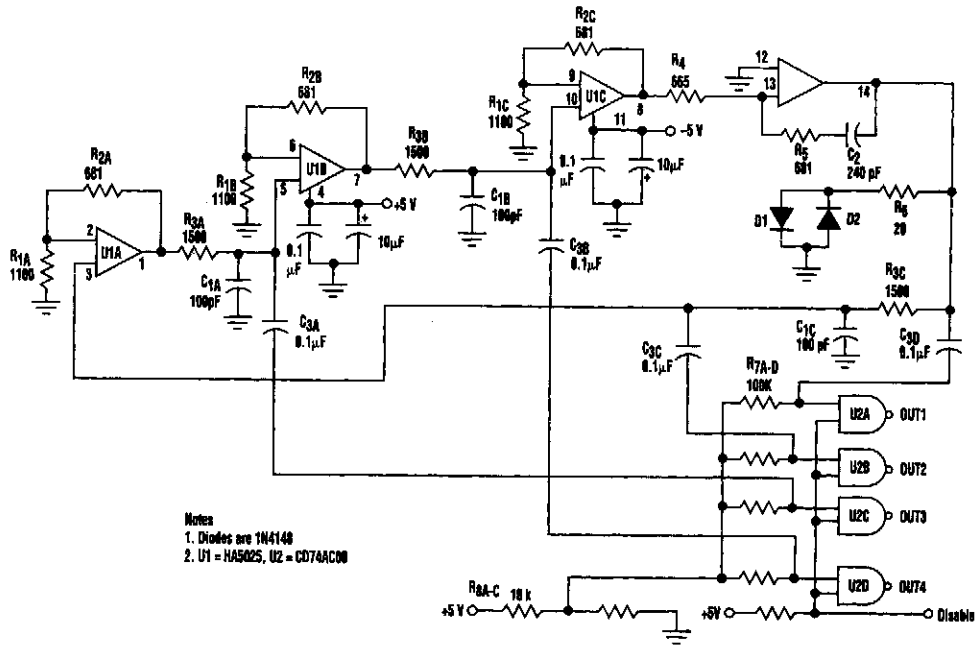 R2C
681
R2B
681
R2A
681
R1C
1100
9
10
U1C
8
11
–5 V
0.1
μF
10μF
+
R4
665
12
13
14
R5
681
C2
240 pF
R1B
1100
6
5
U1B
7
4
+5 V
0.1
μF
+
10μF
R3B
1500
C1B
100pF
D1
D2
R6
20
R1A
1100
2
3
U1A
1
R3A
1500
C1A
100pF
C3A
0.1μF
C3B
0.1μF
R3C
1500
C1C
100 pF
C3D
0.1μF
C3C
0.1μF
R7A-D
100K
U2A
OUT1
U2B
OUT2
U2C
OUT3
U2D
OUT4
Notes
1. Diodes are 1N4148
2. U1 = HA5025, U2 = CD74AC00
R8A-C
+5 V
10 k
+5V
Disable